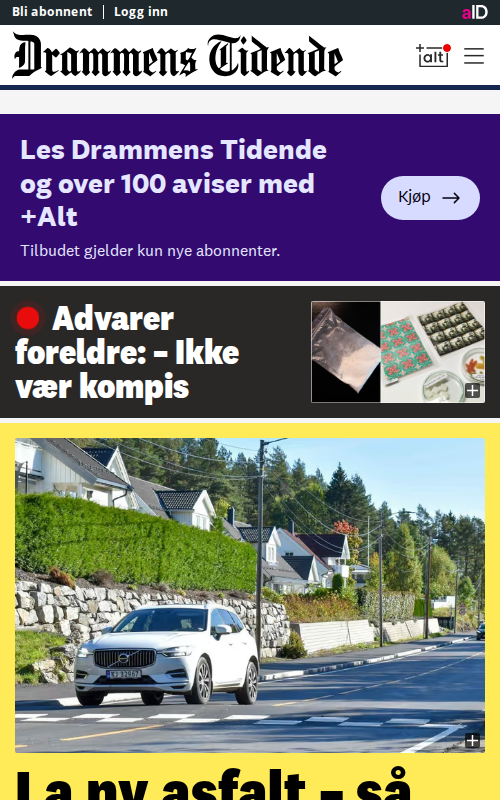 Bli abonnent
Logg inn
aID
Drammens Tidende
+alt
Les Drammens Tidende
og over 100 aviser med
+Alt
Tilbudet gjelder kun nye abonnenter.
Kjøp
Advarer
foreldre: – Ikke
vær kompis
La ny asfalt – så